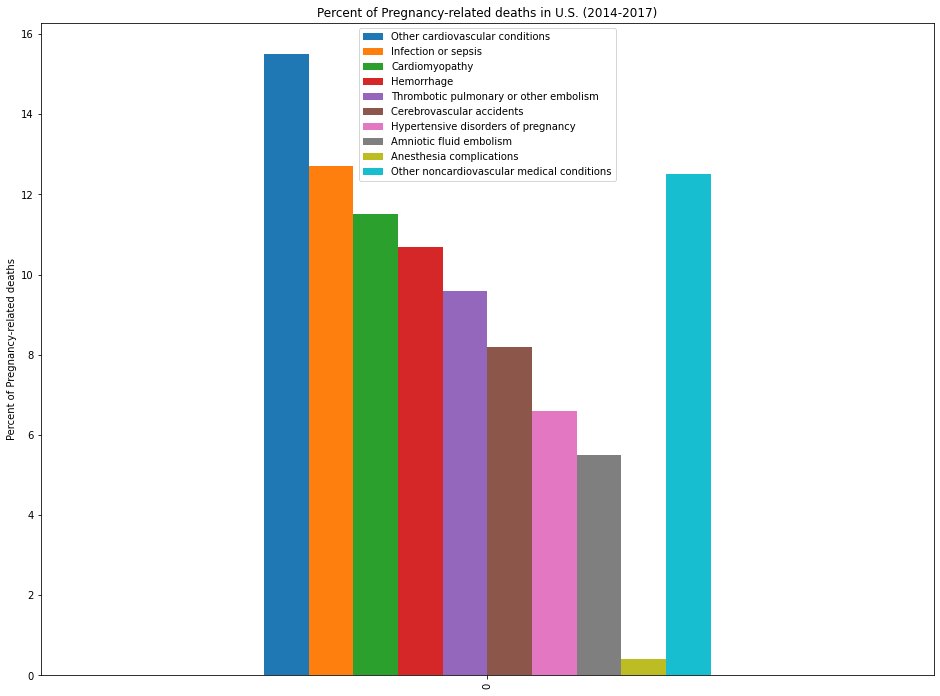 Percent of Pregnancy-related deaths in U.S. (2014-2017)
Other cardiovascular conditions
Infection or sepsis
Cardiomyopathy
Hemorrhage
Thrombotic pulmonary or other embolism
Cerebrovascular accidents
Hypertensive disorders of pregnancy
Amniotic fluid embolism
Anesthesia complications
Other noncardiovascular medical conditions
Percent of Pregnancy-related deaths
16
14
12
10
8
6
4
2
0
0